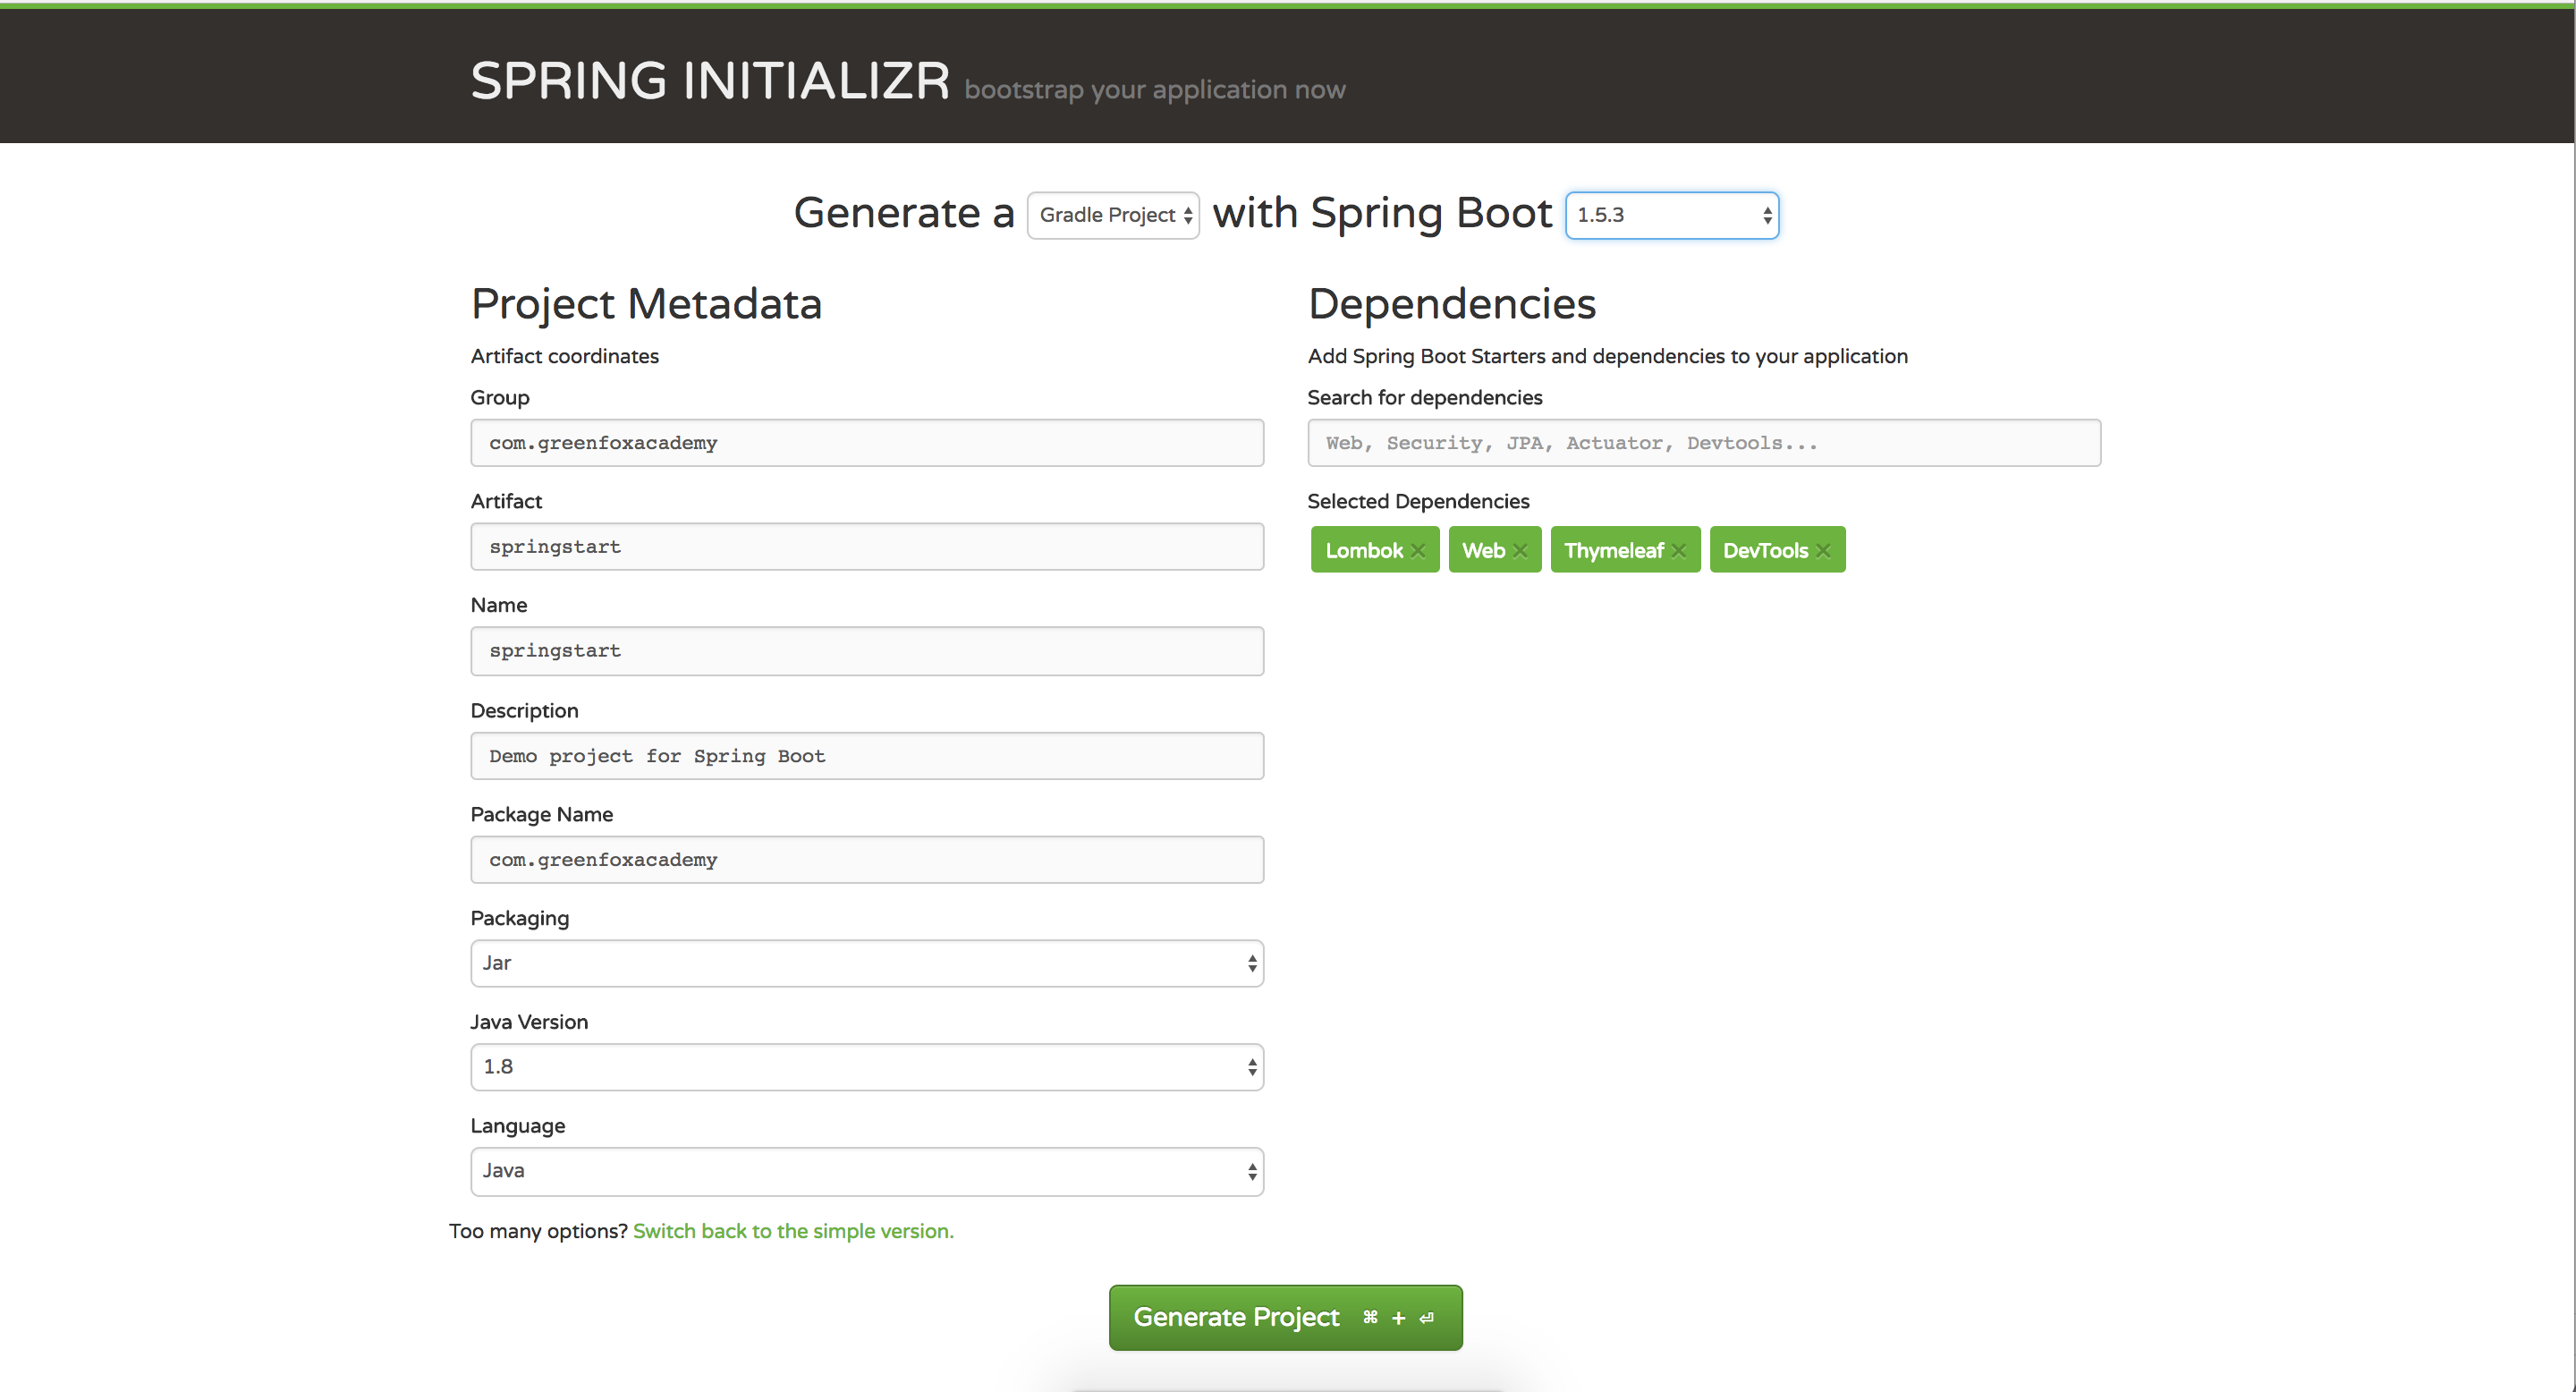 SPRING INITIALIZR bootstrap your application now
Generate a Gradle Project with Spring Boot 1.5.3
Project Metadata
Artifact coordinates
Group
com.greenfoxacademy
Artifact
springstart
Name
springstart
Description
Demo project for Spring Boot
Package Name
com.greenfoxacademy
Packaging
Jar
Java Version
1.8
Language
Java
Too many options? Switch back to the simple version.
Dependencies
Add Spring Boot Starters and dependencies to your application
Search for dependencies
Web, Security, JPA, Actuator, Devtools...
Selected Dependencies
Lombok × Web × Thymeleaf × DevTools ×
Generate Project ⌘ + ⏎